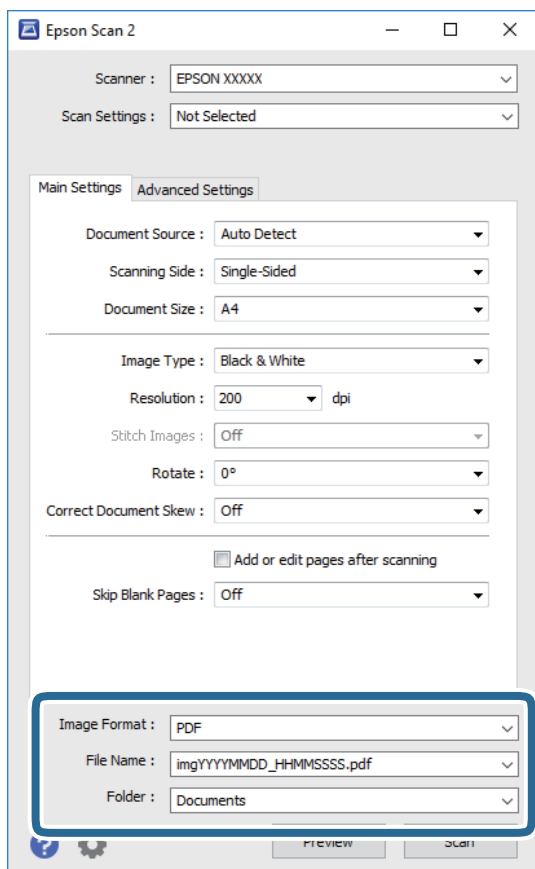 Epson Scan 2
Scanner : EPSON XXXXX
Scan Settings : Not Selected
Main Settings Advanced Settings
Document Source : Auto Detect
Scanning Side : Single-Sided
Document Size : A4
Image Type : Black & White
Resolution : 200 dpi
Stitch Images : Off
Rotate : 0°
Correct Document Skew : Off
Add or edit pages after scanning
Skip Blank Pages : Off
Image Format : PDF
File Name : imgYYYYMMDD_HHMMSSSS.pdf
Folder : Documents
? Preview Scan